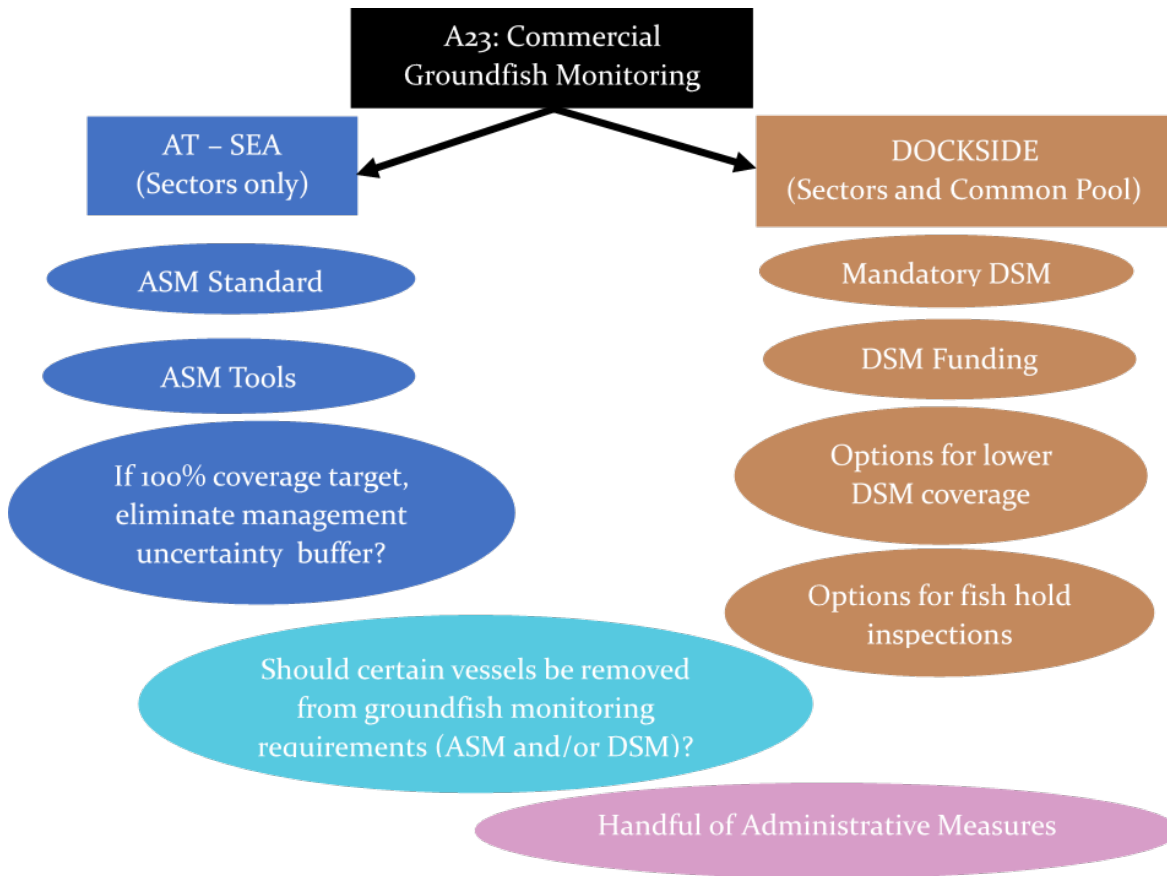 A23: Commercial
Groundfish Monitoring
AT – SEA
(Sectors only)
DOCKSIDE
(Sectors and Common Pool)
ASM Standard
Mandatory DSM
ASM Tools
DSM Funding
If 100% coverage target,
eliminate management
uncertainty buffer?
Options for lower
DSM coverage
Options for fish hold
inspections
Should certain vessels be removed
from groundfish monitoring
requirements (ASM and/or DSM)?
Handful of Administrative Measures